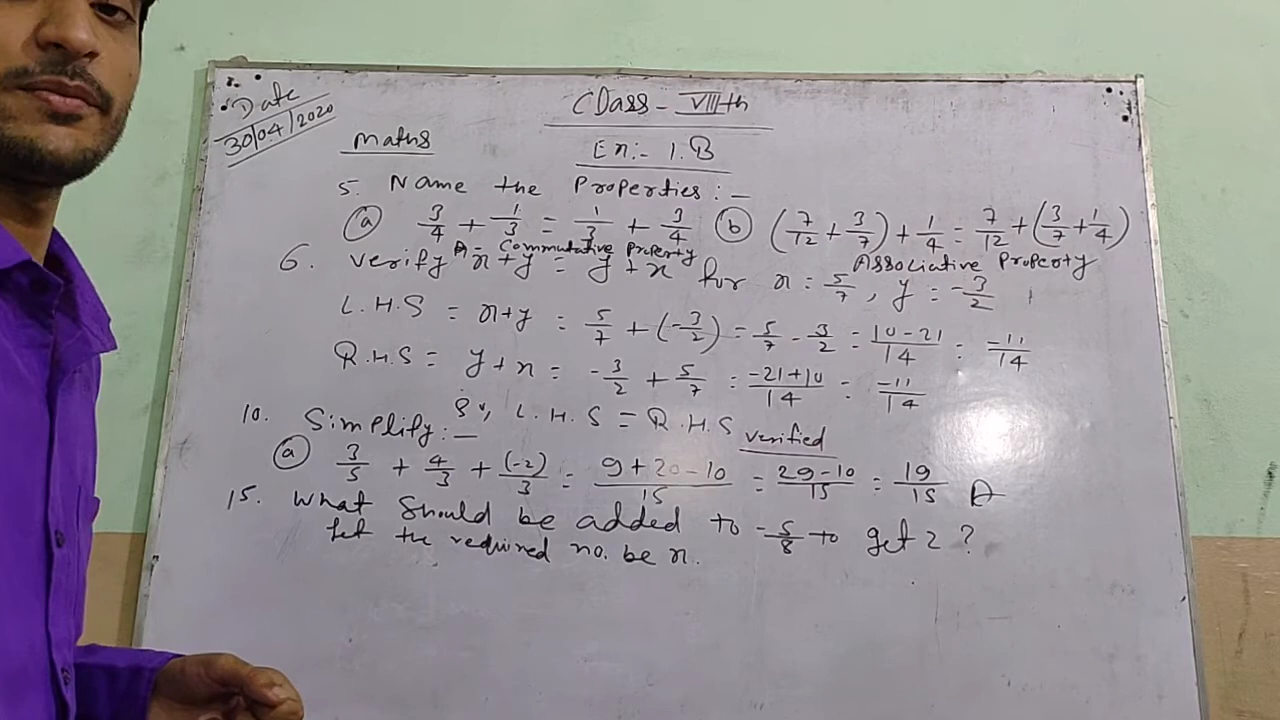 Date
30/04/2020
Class - VIIIth
Maths
Ex:- 1.B
5. Name the Properties :-
(a) 3/4 + 1/3 = 1/3 + 3/4 (b) (7/12 + 3/7) + 1/4 = 7/12 + (3/7 + 1/4)
A = Commutative Property Associative Property
6. Verify x+y = y+x for x = 5/7, y = -3/2
L.H.S = x+y = 5/7 + (-3/2) = 5/7 - 3/2 = 10-21/14 = -11/14
R.H.S = y+x = -3/2 + 5/7 = -21+10/14 = -11/14
L.H.S = R.H.S verified
10. Simplify :-
(a) 3/5 + 4/3 + (-2)/3 = 9+20-10/15 = 29-10/15 = 19/15 A
15. What should be added to -5/8 to get 2 ?
Let the required no. be x.